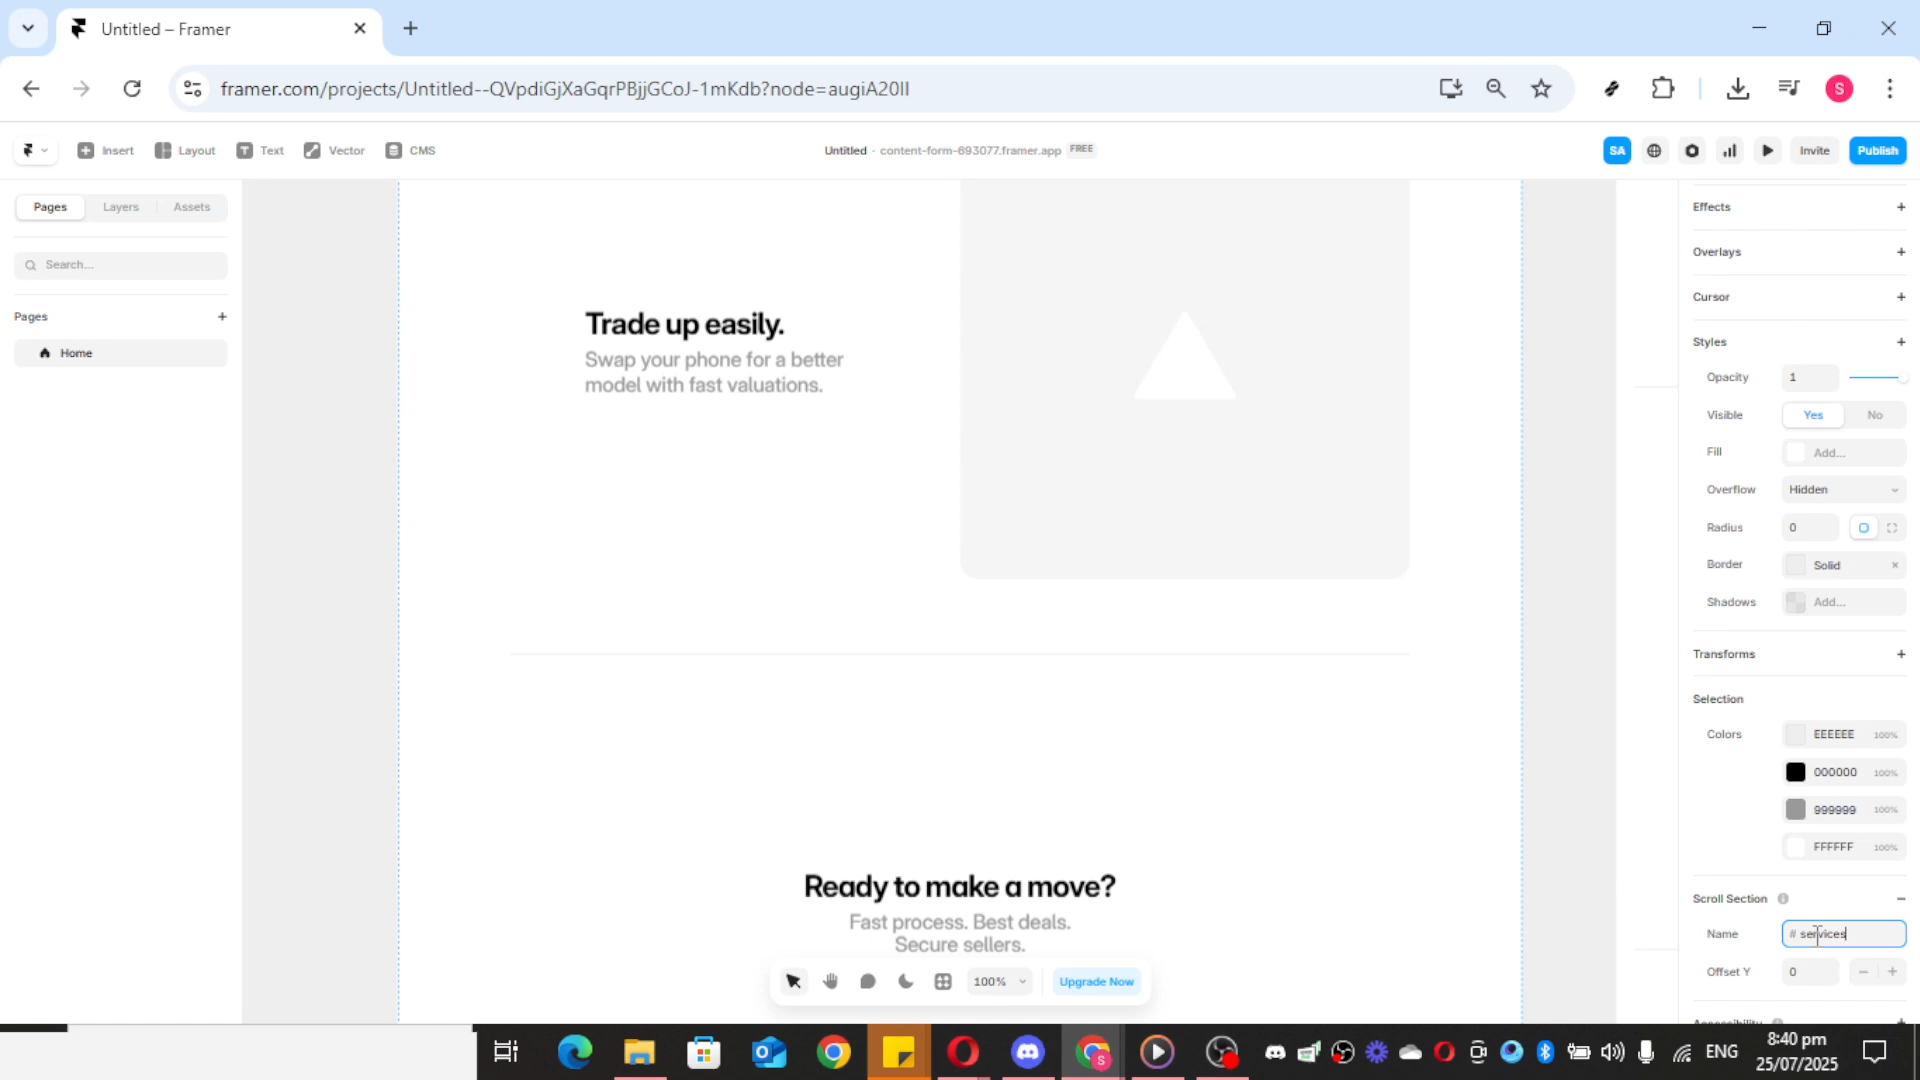 Untitled – Framer
framer.com/projects/Untitled--QVpdiGjXaGqrPBjjGCoJ-1mKdb?node=augiA20Il
S
Insert
Layout
Text
Vector
CMS
Untitled · content-form-693077.framer.app FREE
SA
Invite
Publish
Pages
Layers
Assets
Search...
Pages
Home
Trade up easily.
Swap your phone for a better
model with fast valuations.
Ready to make a move?
Fast process. Best deals.
Secure sellers.
100%
Upgrade Now
Effects
Overlays
Cursor
Styles
Opacity 1
Visible Yes No
Fill Add...
Overflow Hidden
Radius 0
Border Solid
Shadows Add...
Transforms
Selection
Colors EEEEEE 100%
000000 100%
999999 100%
FFFFFF 100%
Scroll Section
Name # services
Offset Y 0
Accessibility
ENG
8:40 pm
25/07/2025